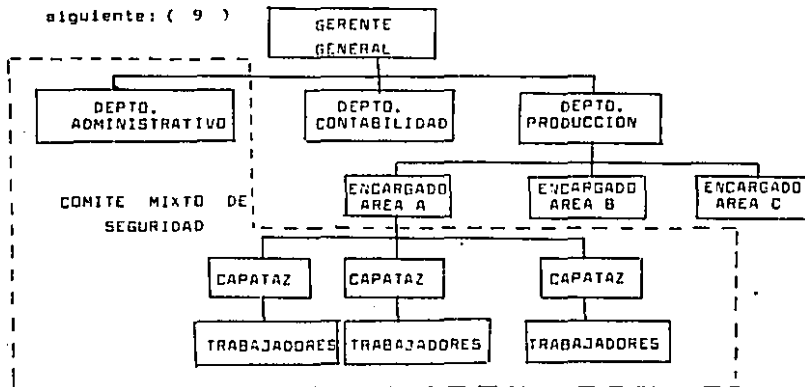 siguiente: ( 9 )
GERENTE
GENERAL
DEPTO.
ADMINISTRATIVO
DEPTO.
CONTABILIDAD
DEPTO.
PRODUCCION
ENCARGADO
AREA A
ENCARGADO
AREA B
ENCARGADO
AREA C
COMITE MIXTO DE
SEGURIDAD
CAPATAZ
CAPATAZ
CAPATAZ
TRABAJADORES
TRABAJADORES
TRABAJADORES